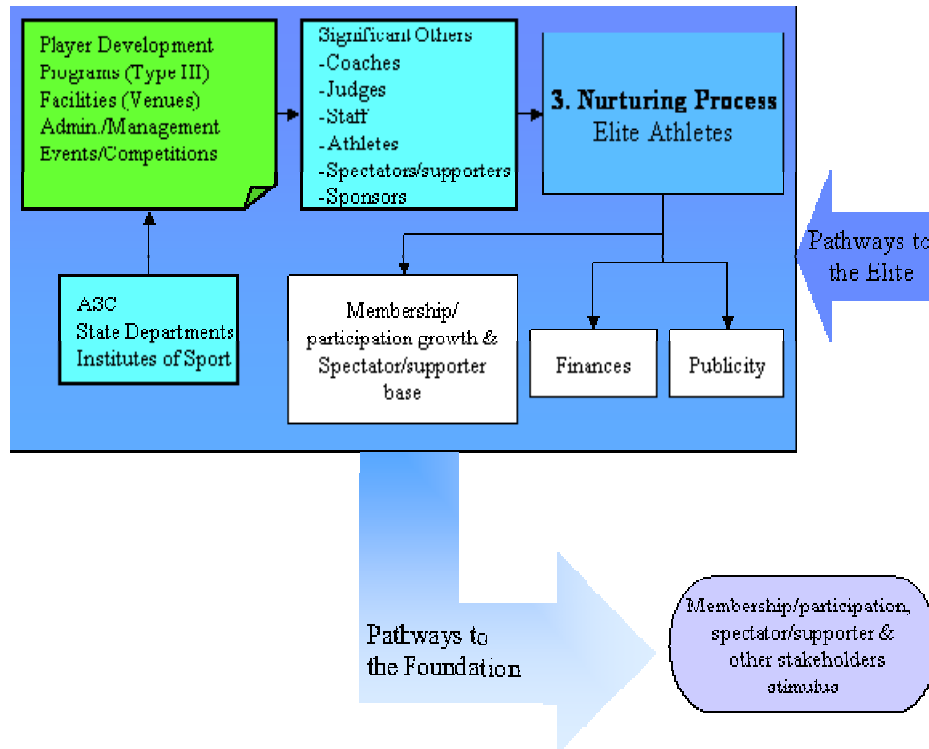 Player Development
Programs (Type III)
Facilities (Venues)
Admin./Management
Events/Competitions
Significant Others
-Coaches
-Judges
-Staff
-Athletes
-Spectators/supporters
-Sponsors
3. Nurturing Process
Elite Athletes
Pathways to
the Elite
ASC
State Departments
Institutes of Sport
Membership/
participation growth &
Spectator/supporter
base
Finances
Publicity
Pathways to
the Foundation
Membership/participation,
spectator/supporter &
other stakeholders
stimulus